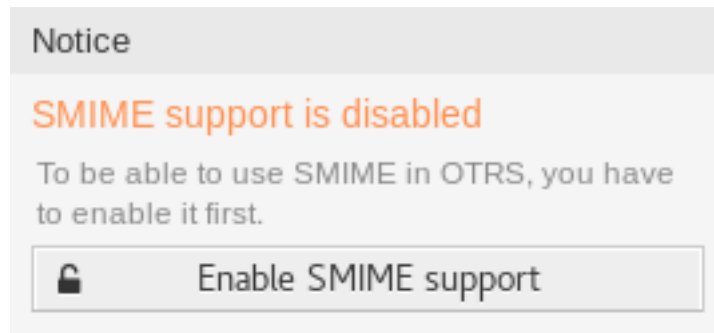 Notice
SMIME support is disabled
To be able to use SMIME in OTRS, you have
to enable it first.
Enable SMIME support